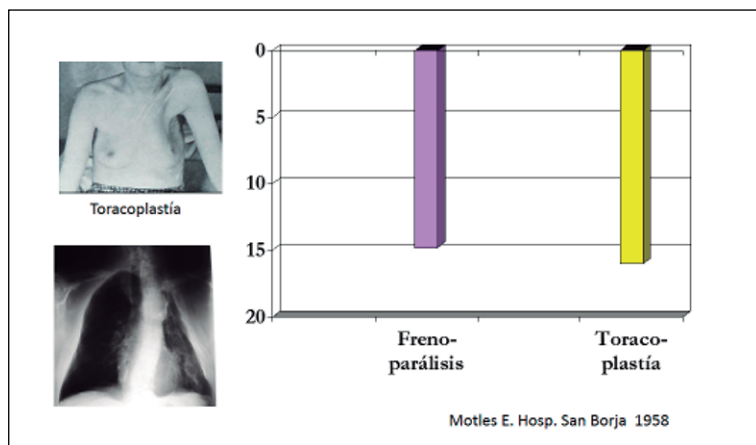 Toracoplastía
0
5
10
15
20
Freno-
parálisis
Toraco-
plastía
Motles E. Hosp. San Borja 1958